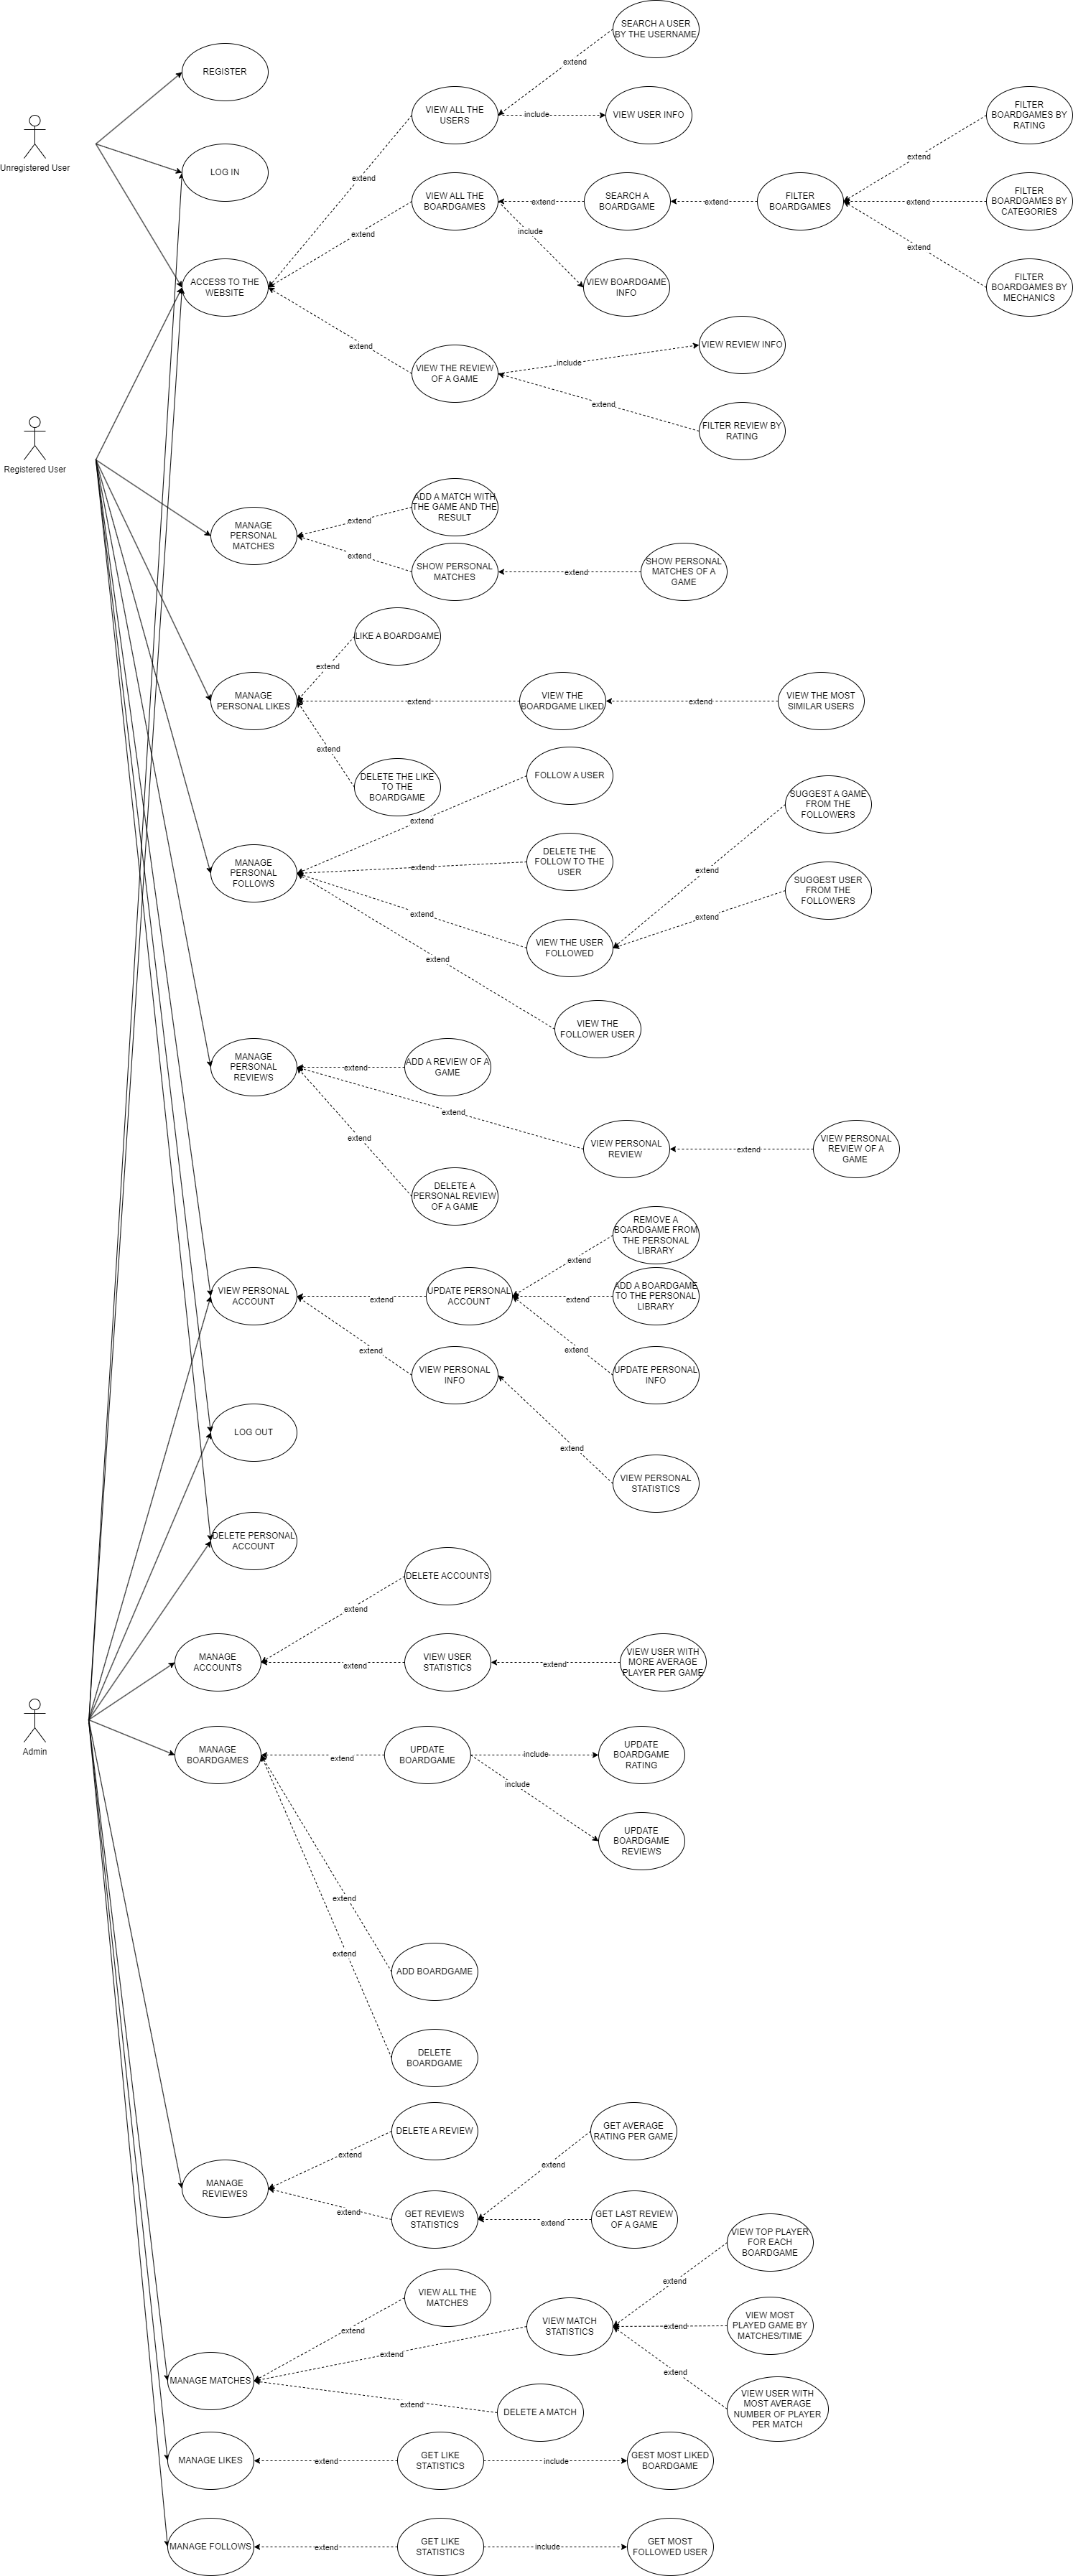 SEARCH A USER
BY THE USERNAME
extend
REGISTER
VIEW ALL THE
USERS
include
VIEW USER INFO
FILTER
BOARDGAMES BY
RATING
Unregistered User
LOG IN
extend
extend
VIEW ALL THE
BOARDGAMES
extend
SEARCH A
BOARDGAME
extend
FILTER
BOARDGAMES
extend
FILTER
BOARDGAMES BY
CATEGORIES
extend
include
extend
ACCESS TO THE
WEBSITE
VIEW BOARDGAME
INFO
FILTER
BOARDGAMES BY
MECHANICS
extend
VIEW REVIEW INFO
include
VIEW THE REVIEW
OF A GAME
extend
FILTER REVIEW BY
RATING
Registered User
ADD A MATCH WITH
THE GAME AND THE
RESULT
extend
MANAGE
PERSONAL
MATCHES
extend
SHOW PERSONAL
MATCHES
extend
SHOW PERSONAL
MATCHES OF A
GAME
LIKE A BOARDGAME
extend
MANAGE
PERSONAL LIKES
extend
VIEW THE
BOARDGAME LIKED
extend
VIEW THE MOST
SIMILAR USERS
extend
DELETE THE LIKE
TO THE
BOARDGAME
FOLLOW A USER
SUGGEST A GAME
FROM THE
FOLLOWERS
extend
MANAGE
PERSONAL
FOLLOWS
extend
DELETE THE
FOLLOW TO THE
USER
extend
SUGGEST USER
FROM THE
FOLLOWERS
extend
extend
VIEW THE USER
FOLLOWED
extend
VIEW THE
FOLLOWER USER
MANAGE
PERSONAL
REVIEWS
extend
ADD A REVIEW OF A
GAME
extend
extend
VIEW PERSONAL
REVIEW
extend
VIEW PERSONAL
REVIEW OF A
GAME
DELETE A
PERSONAL REVIEW
OF A GAME
REMOVE A
BOARDGAME FROM
THE PERSONAL
LIBRARY
extend
VIEW PERSONAL
ACCOUNT
extend
UPDATE PERSONAL
ACCOUNT
extend
ADD A BOARDGAME
TO THE PERSONAL
LIBRARY
extend
extend
VIEW PERSONAL
INFO
UPDATE PERSONAL
INFO
LOG OUT
extend
VIEW PERSONAL
STATISTICS
DELETE PERSONAL
ACCOUNT
DELETE ACCOUNTS
extend
MANAGE
ACCOUNTS
extend
VIEW USER
STATISTICS
extend
VIEW USER WITH
MORE AVERAGE
PLAYER PER GAME
Admin
MANAGE
BOARDGAMES
extend
UPDATE
BOARDGAME
include
UPDATE
BOARDGAME
RATING
include
UPDATE
BOARDGAME
REVIEWS
extend
extend
ADD BOARDGAME
DELETE
BOARDGAME
DELETE A REVIEW
GET AVERAGE
RATING PER GAME
extend
extend
MANAGE
REVIEWES
extend
GET REVIEWS
STATISTICS
extend
GET LAST REVIEW
OF A GAME
VIEW TOP PLAYER
FOR EACH
BOARDGAME
extend
VIEW ALL THE
MATCHES
extend
VIEW MATCH
STATISTICS
extend
VIEW MOST
PLAYED GAME BY
MATCHES/TIME
extend
extend
MANAGE MATCHES
extend
DELETE A MATCH
VIEW USER WITH
MOST AVERAGE
NUMBER OF PLAYER
PER MATCH
MANAGE LIKES
extend
GET LIKE
STATISTICS
include
GEST MOST LIKED
BOARDGAME
MANAGE FOLLOWS
extend
GET LIKE
STATISTICS
include
GET MOST
FOLLOWED USER